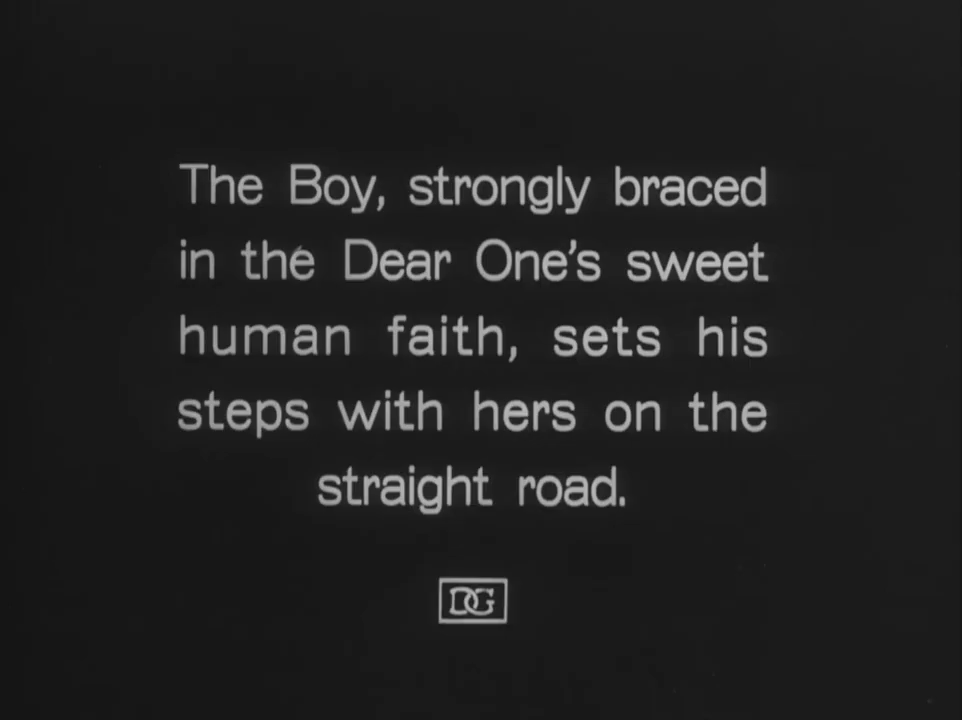 The Boy, strongly braced
in the Dear One's sweet
human faith, sets his
steps with hers on the
straight road.
DG